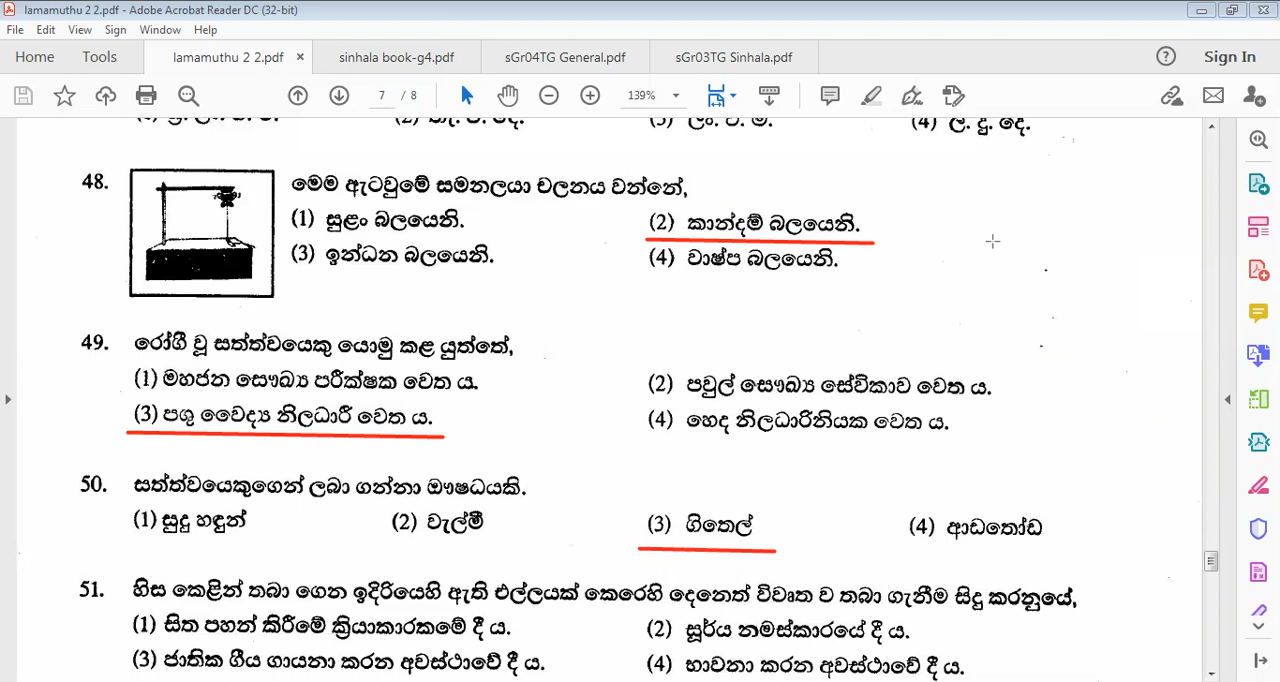 lamamuthu 2 2.pdf - Adobe Acrobat Reader DC (32-bit)
File Edit View Sign Window Help
Home Tools lamamuthu 2 2.pdf × sinhala book-g4.pdf sGr04TG General.pdf sGr03TG Sinhala.pdf Sign In
7 / 8 139%
48. මෙම ඇටවුමේ සමනලයා චලනය වන්නේ,
(1) සුළං බලයෙනි. (2) කාන්දම් බලයෙනි.
(3) ඉන්ධන බලයෙනි. (4) වාෂ්ප බලයෙනි.
49. රෝගී වූ සත්ත්වයෙකු යොමු කළ යුත්තේ,
(1) මහජන සෞඛ්‍ය පරීක්ෂක වෙත ය. (2) පවුල් සෞඛ්‍ය සේවිකාව වෙත ය.
(3) පශු වෛද්‍ය නිලධාරී වෙත ය. (4) හෙද නිලධාරිනියක වෙත ය.
50. සත්ත්වයෙකුගෙන් ලබා ගන්නා ඖෂධයකි.
(1) සුදු හඳුන් (2) වැල්මී (3) ගිතෙල් (4) ආඩතෝඩ
51. හිස කෙළින් තබා ගෙන ඉදිරියෙහි ඇති එල්ලයක් කෙරෙහි දෙනෙත් විවෘත ව තබා ගැනීම සිදු කරනුයේ,
(1) සිත පහන් කිරීමේ ක්‍රියාකාරකමේ දී ය. (2) සූර්ය නමස්කාරයේ දී ය.
(3) ජාතික ගීය ගායනා කරන අවස්ථාවේ දී ය. (4) භාවනා කරන අවස්ථාවේ දී ය.